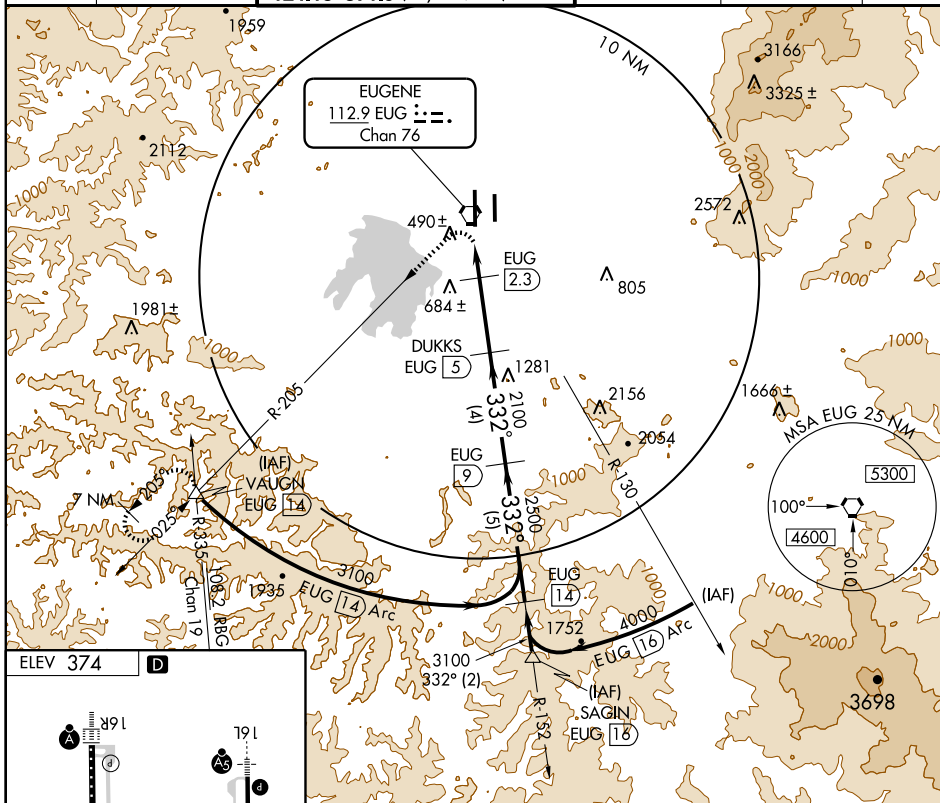 1959
10 NM
3166
3325 ±
EUGENE
112.9 EUG
Chan 76
2112
1000
1000
2000
2572
490 ±
EUG
2.3
805
684 ±
1000
1981 ±
1000
DUKKS
EUG 5
1281
1000
2156
1666 ±
R-205
2100
332°
(4)
2054
MSA EUG 25 NM
EUG
9
R-130
5300
100°
4600
010°
(IAF)
VAUGN
EUG 14
7 NM
205°
025°
1000
2500
332°
(5)
R-335
108.2 RBG
Chan 19
3100
EUG 14 Arc
1935
EUG
14
1000
(IAF)
4000
EUG 16 Arc
1752
3100
332° (2)
(IAF)
SAGIN
EUG 16
R-152
2000
1000
3698
ELEV 374 D
16R
16L
A
P
A5
P